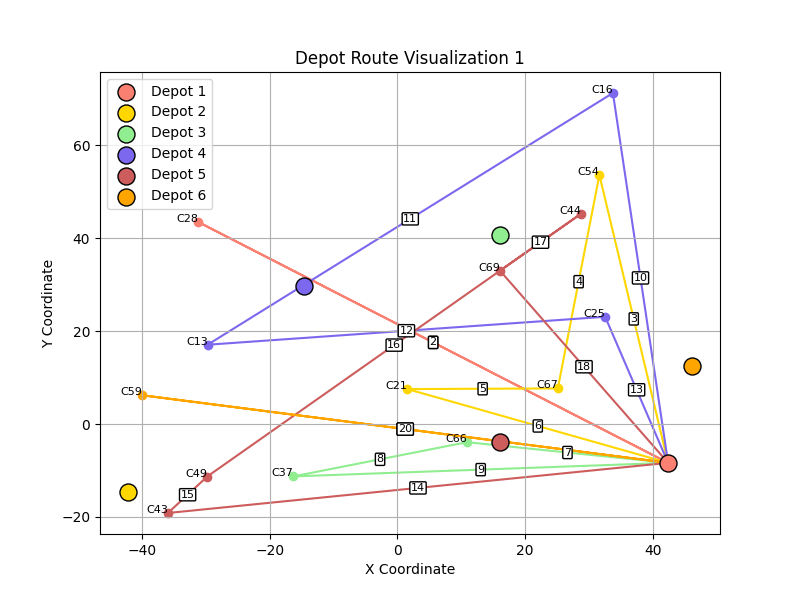 Depot Route Visualization 1
Depot 1
Depot 2
Depot 3
Depot 4
Depot 5
Depot 6
C16
C54
C44
C28
C69
C25
C13
C21
C67
C59
C66
C37
C49
C43
11
17
10
4
3
12
2
16
18
13
5
6
20
7
8
9
14
15
60
40
20
0
−20
−40
−20
0
20
40
X Coordinate
Y Coordinate